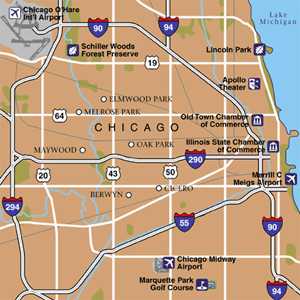 Chicago O'Hare
Int'l Airport
90
94
Lake
Michigan
Schiller Woods
Forest Preserve
Lincoln Park
19
Apollo
Theater
ELMWOOD PARK
MELROSE PARK
64
Old Town Chamber
of Commerce
CHICAGO
OAK PARK
Illinois State Chamber
of Commerce
MAYWOOD
290
20
43
50
Merrill C
Meigs Airport
CICERO
BERWYN
294
55
90
Chicago Midway
Airport
Marquette Park
Golf Course
94